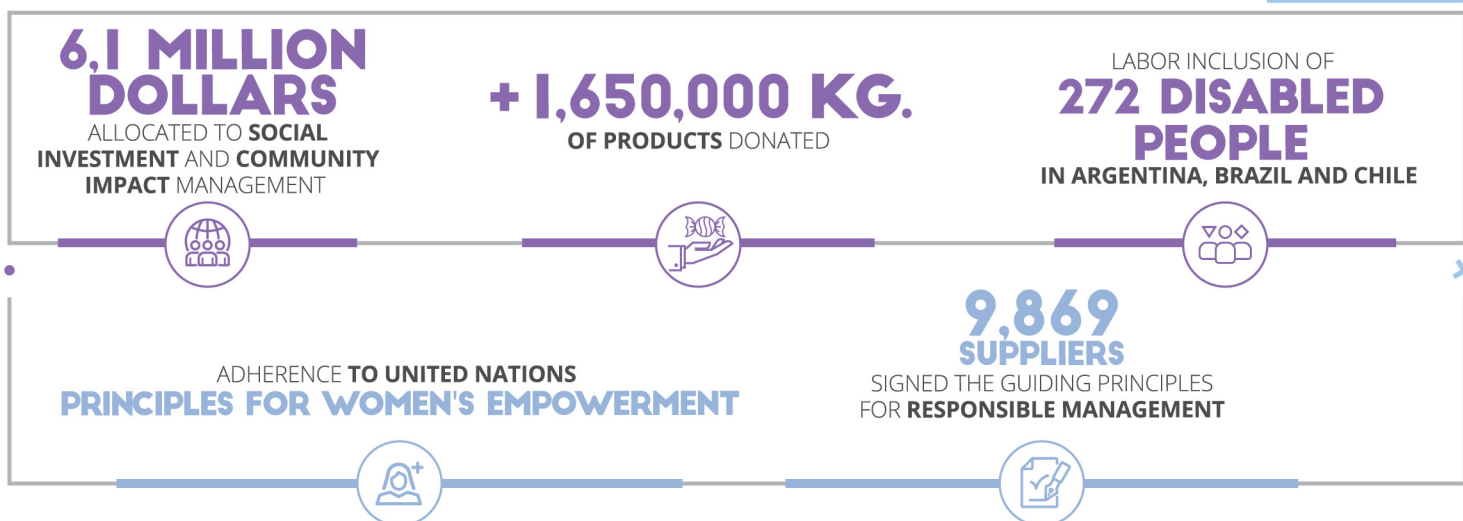 6,1 MILLION
DOLLARS
ALLOCATED TO SOCIAL
INVESTMENT AND COMMUNITY
IMPACT MANAGEMENT
+1,650,000 KG.
OF PRODUCTS DONATED
LABOR INCLUSION OF
272 DISABLED
PEOPLE
IN ARGENTINA, BRAZIL AND CHILE
ADHERENCE TO UNITED NATIONS
PRINCIPLES FOR WOMEN'S EMPOWERMENT
9,869
SUPPLIERS
SIGNED THE GUIDING PRINCIPLES
FOR RESPONSIBLE MANAGEMENT